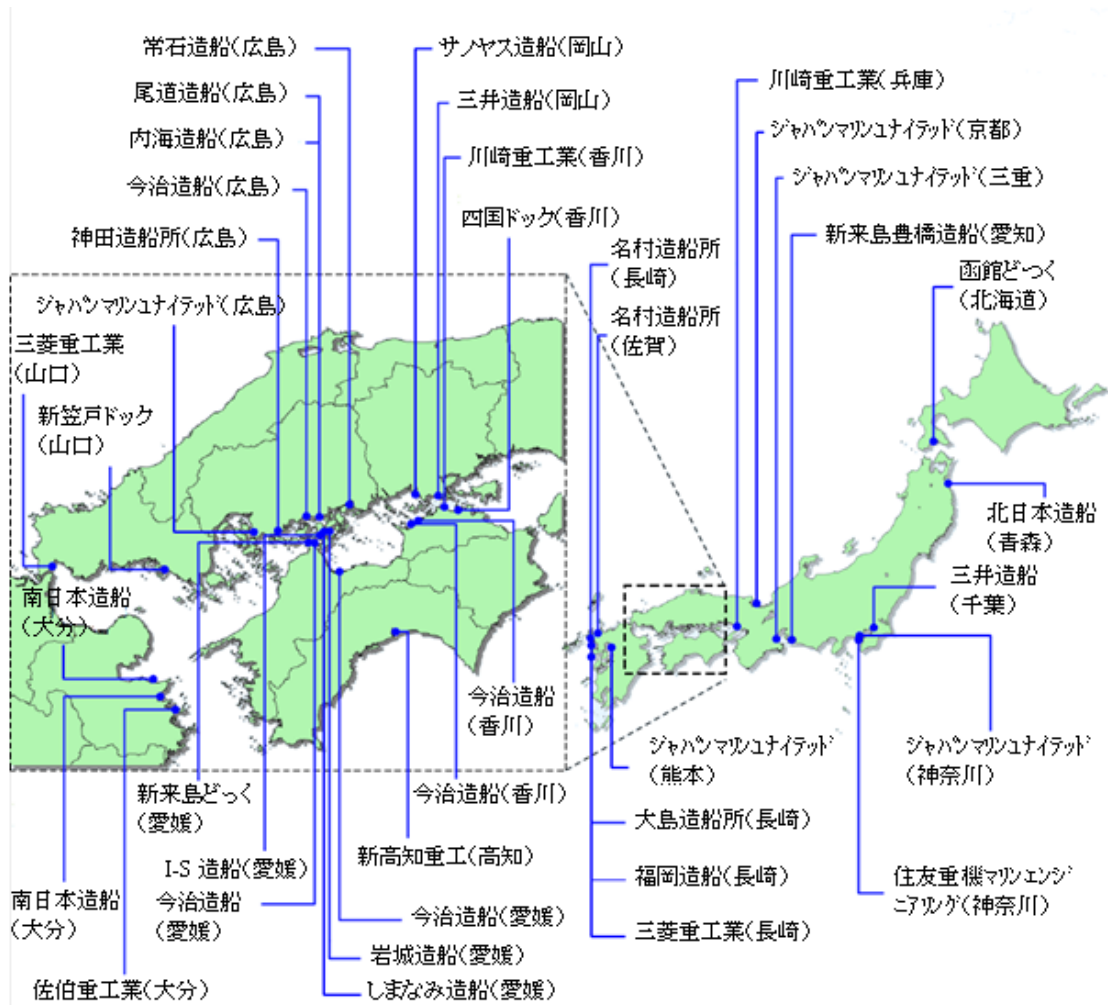 常石造船(広島)
尾道造船(広島)
内海造船(広島)
今治造船(広島)
神田造船所(広島)
ジャパンマリンユナイテッド(広島)
三菱重工業
(山口)
新笠戸ドック
(山口)
サノヤス造船(岡山)
三井造船(岡山)
川崎重工業(香川)
四国ドック(香川)
名村造船所
(長崎)
名村造船所
(佐賀)
川崎重工業(兵庫)
ジャパンマリンユナイテッド(京都)
ジャパンマリンユナイテッド(三重)
新来島豊橋造船(愛知)
函館どつく
(北海道)
北日本造船
(青森)
三井造船
(千葉)
南日本造船
(大分)
今治造船
(香川)
ジャパンマリンユナイテッド
(熊本)
ジャパンマリンユナイテッド
(神奈川)
新来島どっく
(愛媛)
今治造船(香川)
大島造船所(長崎)
I-S 造船(愛媛)
新高知重工(高知)
福岡造船(長崎)
住友重機マリンエンジ
ニアリング(神奈川)
南日本造船
(大分)
今治造船
(愛媛)
今治造船(愛媛)
三菱重工業(長崎)
岩城造船(愛媛)
佐伯重工業(大分)
しまなみ造船(愛媛)